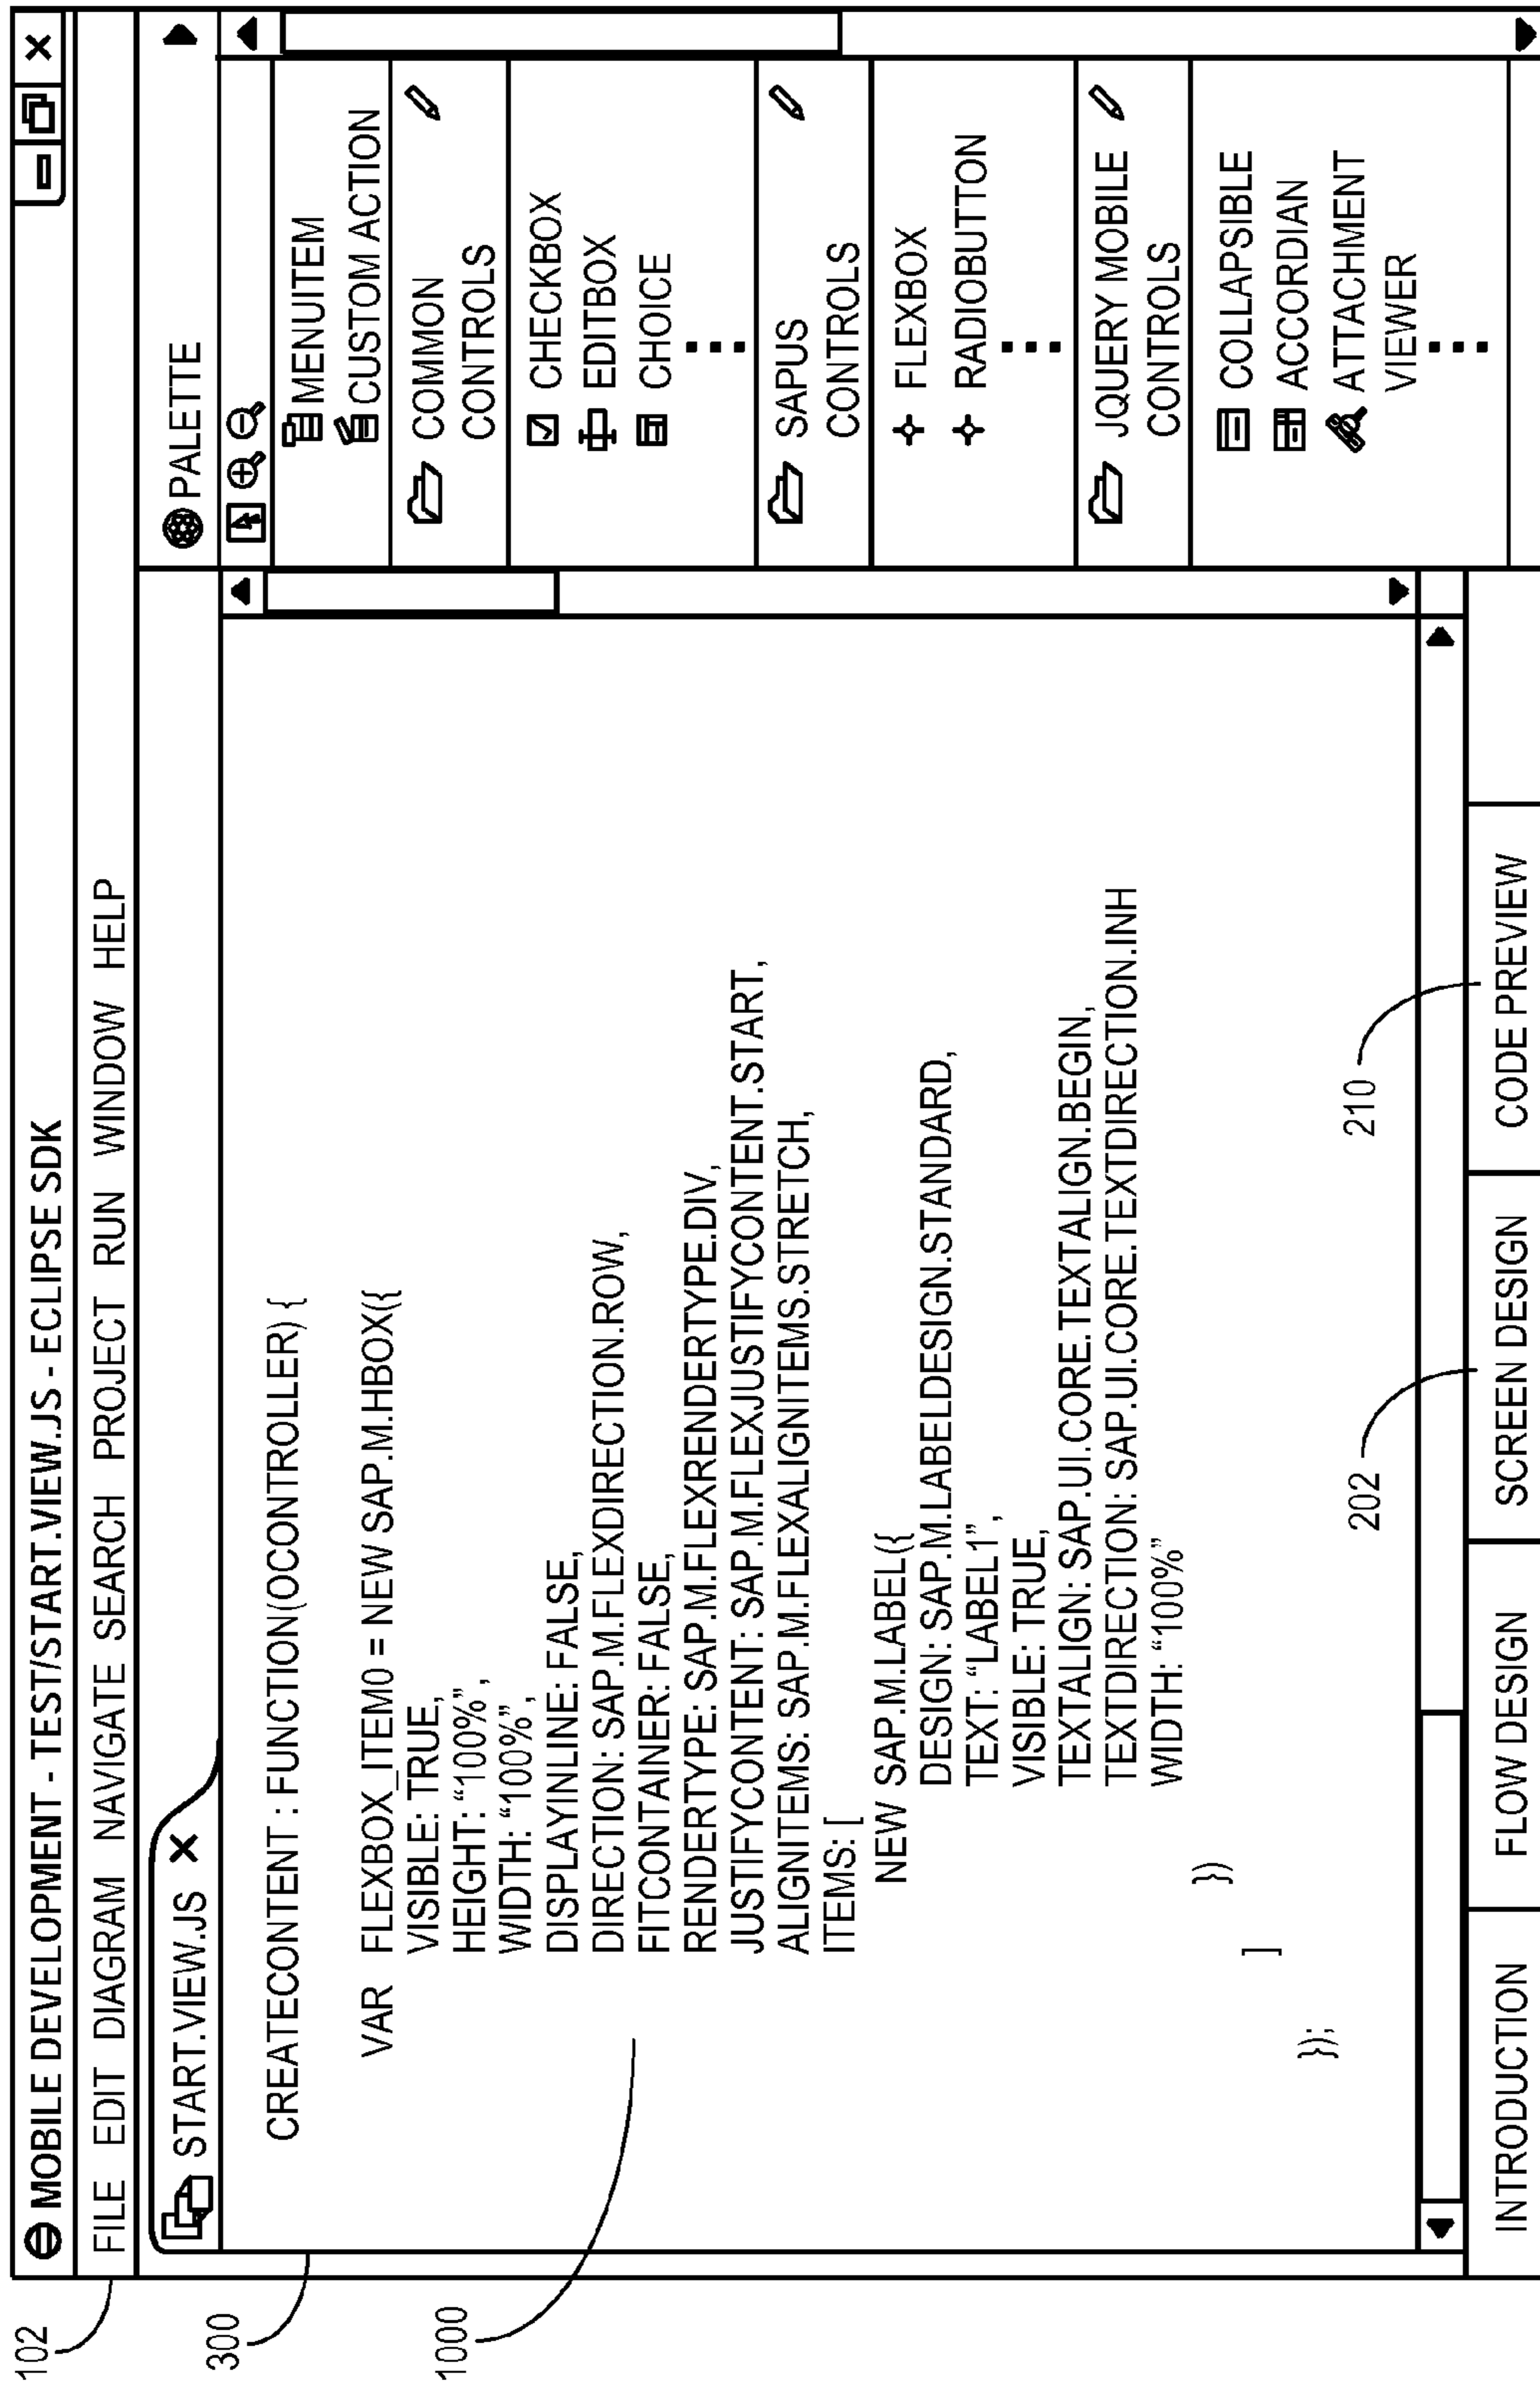 MOBILE DEVELOPMENT - TEST/START.VIEW.JS - ECLIPSE SDK
FILE EDIT DIAGRAM NAVIGATE SEARCH PROJECT RUN WINDOW HELP
102
START.VIEW.JS
300
CREATECONTENT : FUNCTION(OCONTROLLER) {
VAR FLEXBOX_ITEM0 = NEW SAP.M.HBOX({
VISIBLE: TRUE,
HEIGHT: “100%”,
WIDTH: “100%”,
DISPLAYINLINE: FALSE,
DIRECTION: SAP.M.FLEXDIRECTION.ROW,
FITCONTAINER: FALSE,
RENDERTYPE: SAP.M.FLEXRENDERTYPE.DIV,
JUSTIFYCONTENT: SAP.M.FLEXJUSTIFYCONTENT.START,
ALIGNITEMS: SAP.M.FLEXALIGNITEMS.STRETCH,
ITEMS: [
NEW SAP.M.LABEL({
DESIGN: SAP.M.LABELDESIGN.STANDARD,
TEXT: “LABEL1”,
VISIBLE: TRUE,
TEXTALIGN: SAP.UI.CORE.TEXTALIGN.BEGIN,
TEXTDIRECTION: SAP.UI.CORE.TEXTDIRECTION.INH
WIDTH: “100%”
})
]
});
1000
PALETTE
MENUITEM
CUSTOM ACTION
COMMON
CONTROLS
CHECKBOX
EDITBOX
CHOICE
SAPUS
CONTROLS
FLEXBOX
RADIOBUTTON
JQUERY MOBILE
CONTROLS
COLLAPSIBLE
ACCORDIAN
ATTACHMENT
VIEWER
202
210
INTRODUCTION
FLOW DESIGN
SCREEN DESIGN
CODE PREVIEW